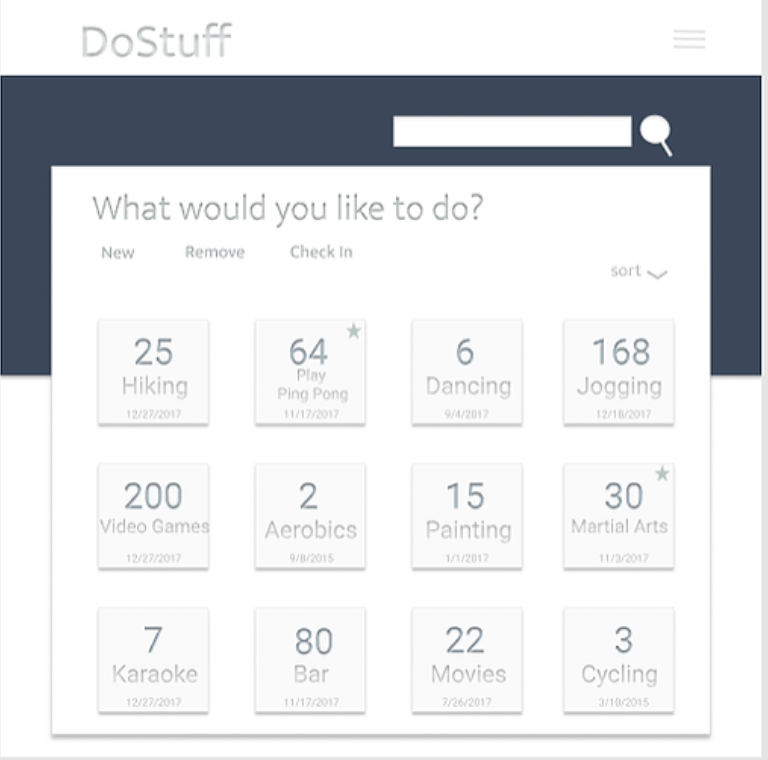 DoStuff
What would you like to do?
New Remove Check In
sort
25
Hiking
12/27/2017
64
Play
Ping Pong
11/17/2017
6
Dancing
9/4/2017
168
Jogging
12/18/2017
200
Video Games
12/27/2017
2
Aerobics
9/8/2015
15
Painting
1/1/2017
30
Martial Arts
11/3/2017
7
Karaoke
12/27/2017
80
Bar
11/17/2017
22
Movies
7/26/2017
3
Cycling
3/10/2015